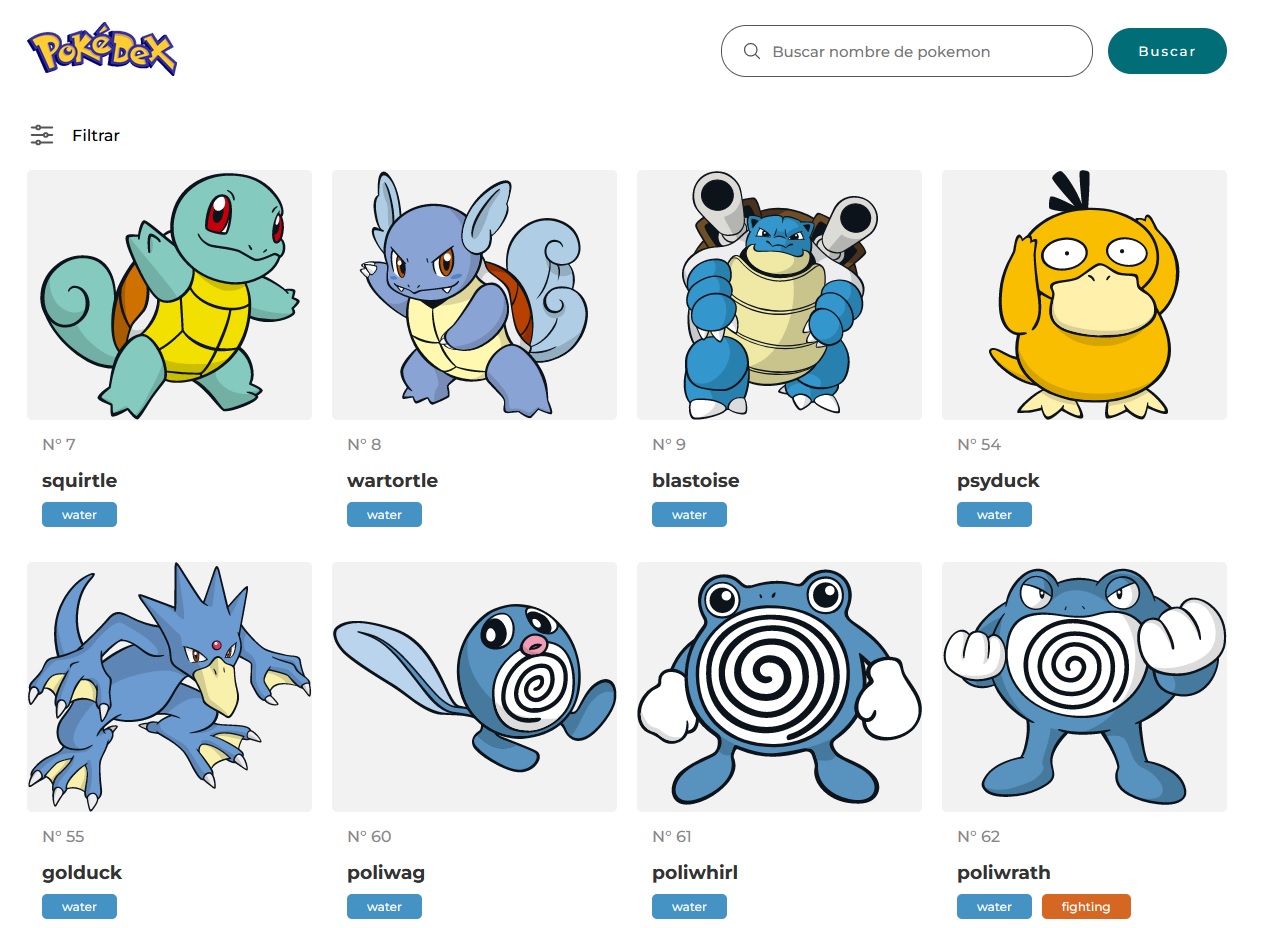 PokéDex
Buscar nombre de pokemon
Buscar
Filtrar
N° 7
squirtle
water
N° 8
wartortle
water
N° 9
blastoise
water
N° 54
psyduck
water
N° 55
golduck
water
N° 60
poliwag
water
N° 61
poliwhirl
water
N° 62
poliwrath
water fighting